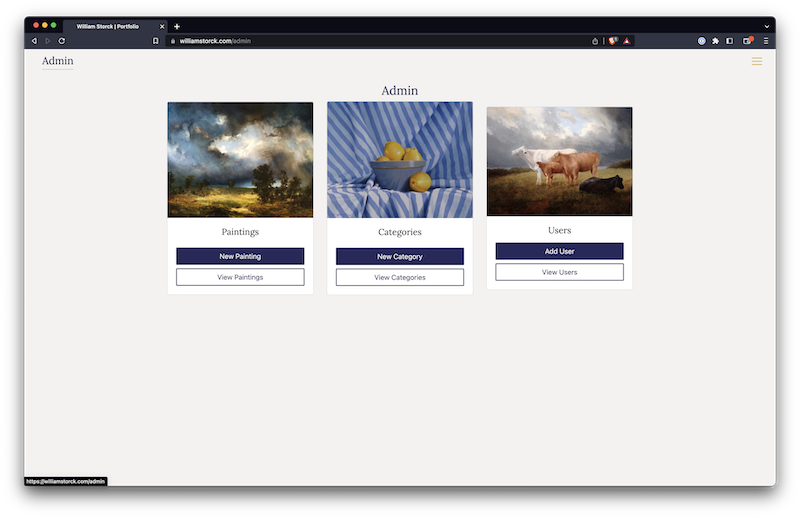 William Storck | Portfolio
williamstorck.com/admin
Admin
Admin
Paintings
New Painting
View Paintings
Categories
New Category
View Categories
Users
Add User
View Users
https://williamstorck.com/admin